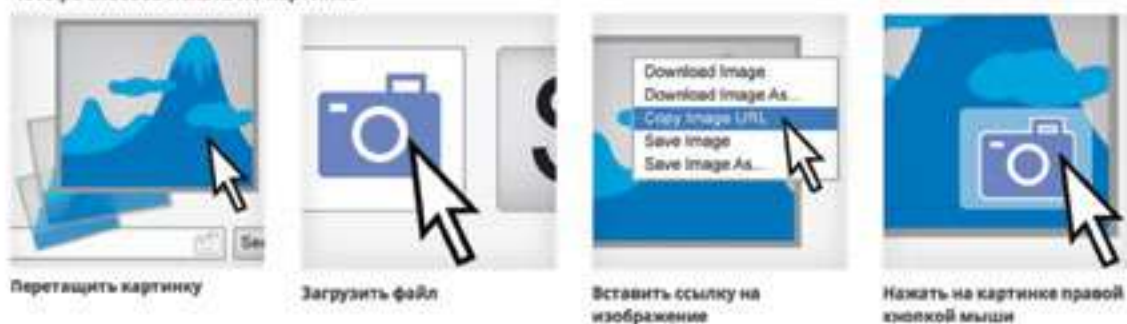 Перетащить картинку
Загрузить файл
Download Image
Download Image As...
Copy Image URL
Save Image
Save Image As...
Вставить ссылку на
изображение
Нажать на картинке правой
кнопкой мыши